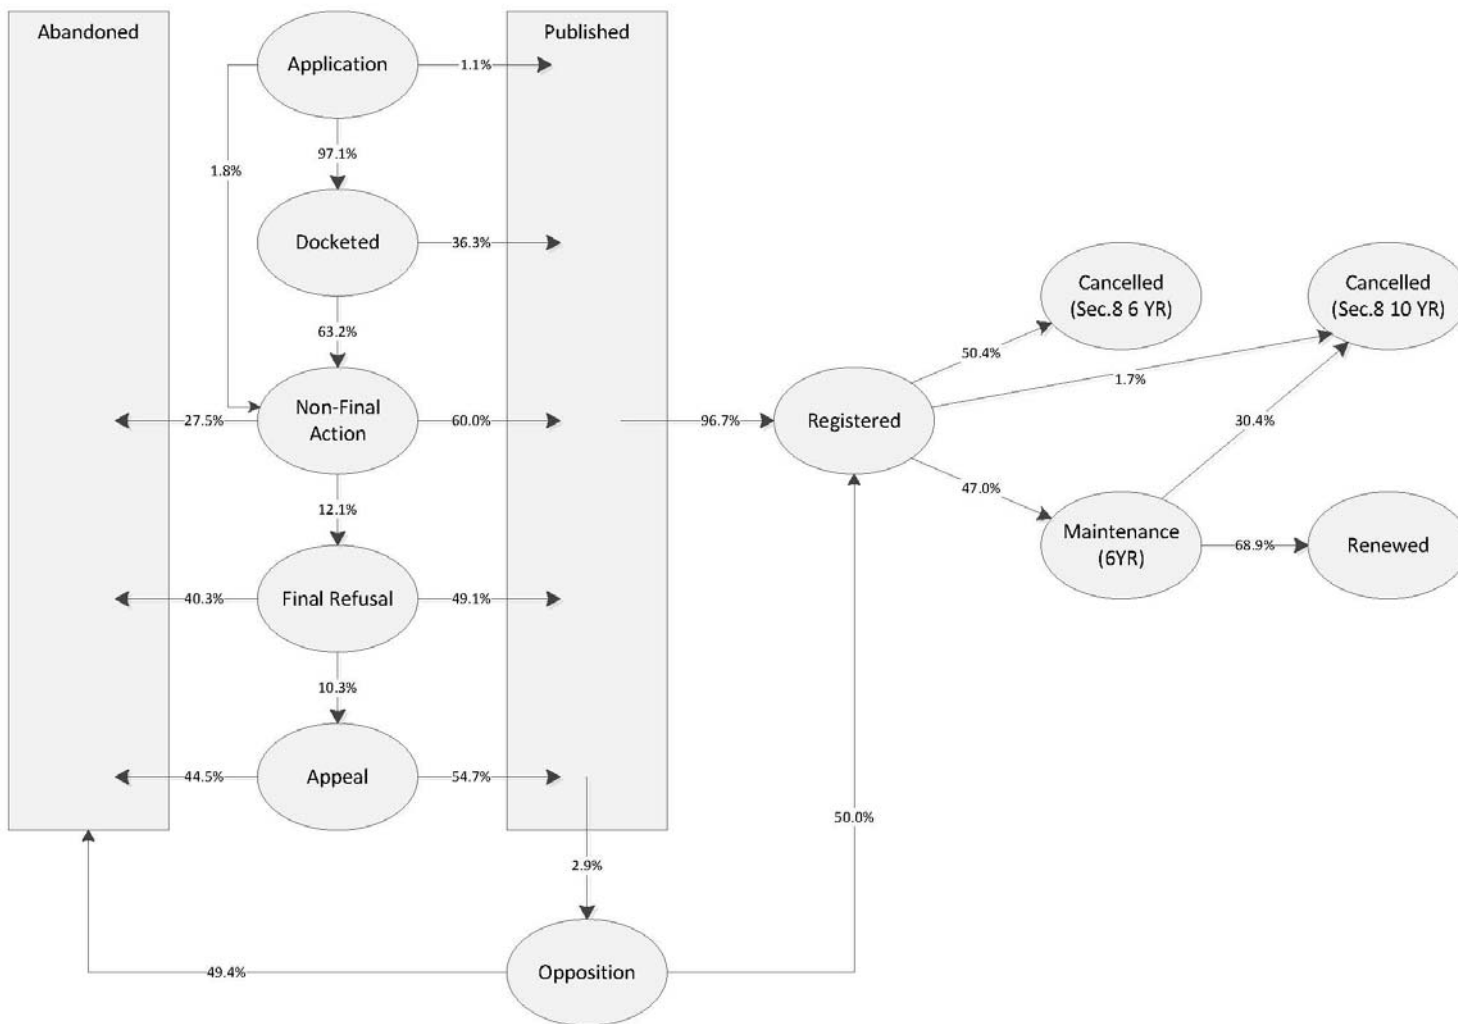 Abandoned
Application
1.1%
Published
97.1%
1.8%
Docketed
36.3%
63.2%
27.5%
Non-Final
Action
60.0%
96.7%
Registered
50.4%
Cancelled
(Sec.8 6 YR)
1.7%
Cancelled
(Sec.8 10 YR)
30.4%
47.0%
Maintenance
(6YR)
68.9%
Renewed
12.1%
40.3%
Final Refusal
49.1%
10.3%
44.5%
Appeal
54.7%
50.0%
2.9%
49.4%
Opposition